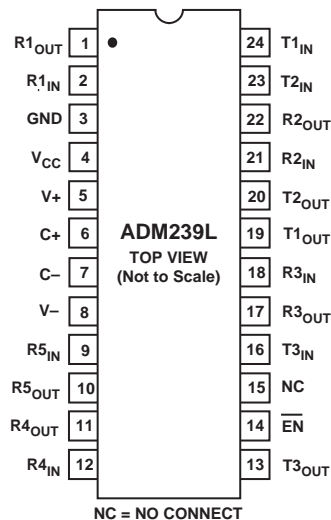 R1OUT 1 24 T1IN
R1IN 2 23 T2IN
GND 3 22 R2OUT
VCC 4 21 R2IN
V+ 5 20 T2OUT
C+ 6 ADM239L 19 T1OUT
TOP VIEW
C– 7 (Not to Scale) 18 R3IN
V– 8 17 R3OUT
R5IN 9 16 T3IN
R5OUT 10 15 NC
R4OUT 11 14 E̅N̅
R4IN 12 13 T3OUT
NC = NO CONNECT